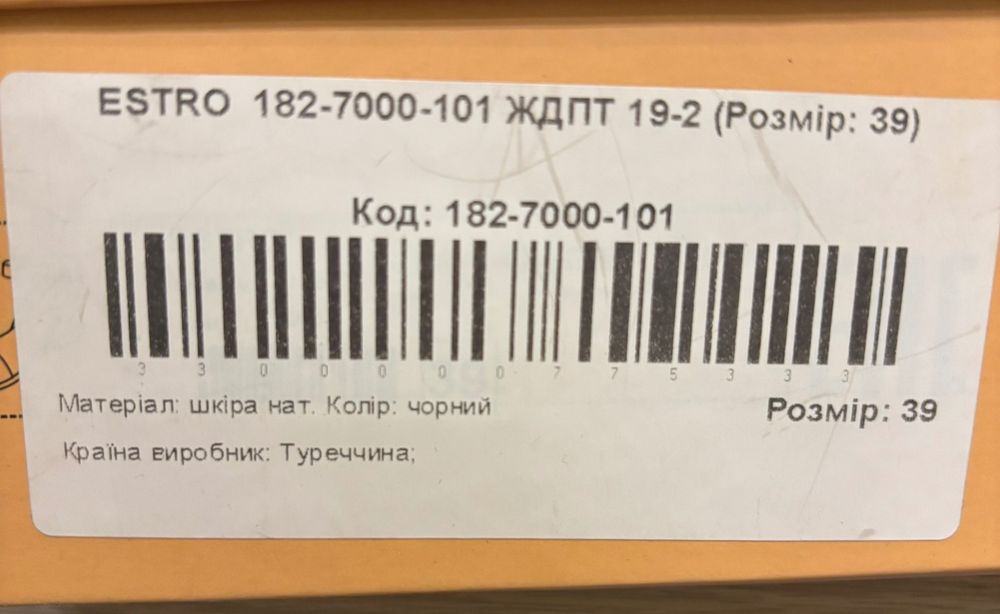 ESTRO 182-7000-101 ЖДПТ 19-2 (Розмір: 39)
Код: 182-7000-101
3 3 0 0 0 0 0 7 7 5 3 3 3
Матеріал: шкіра нат. Колір: чорний
Розмір: 39
Країна виробник: Туреччина;